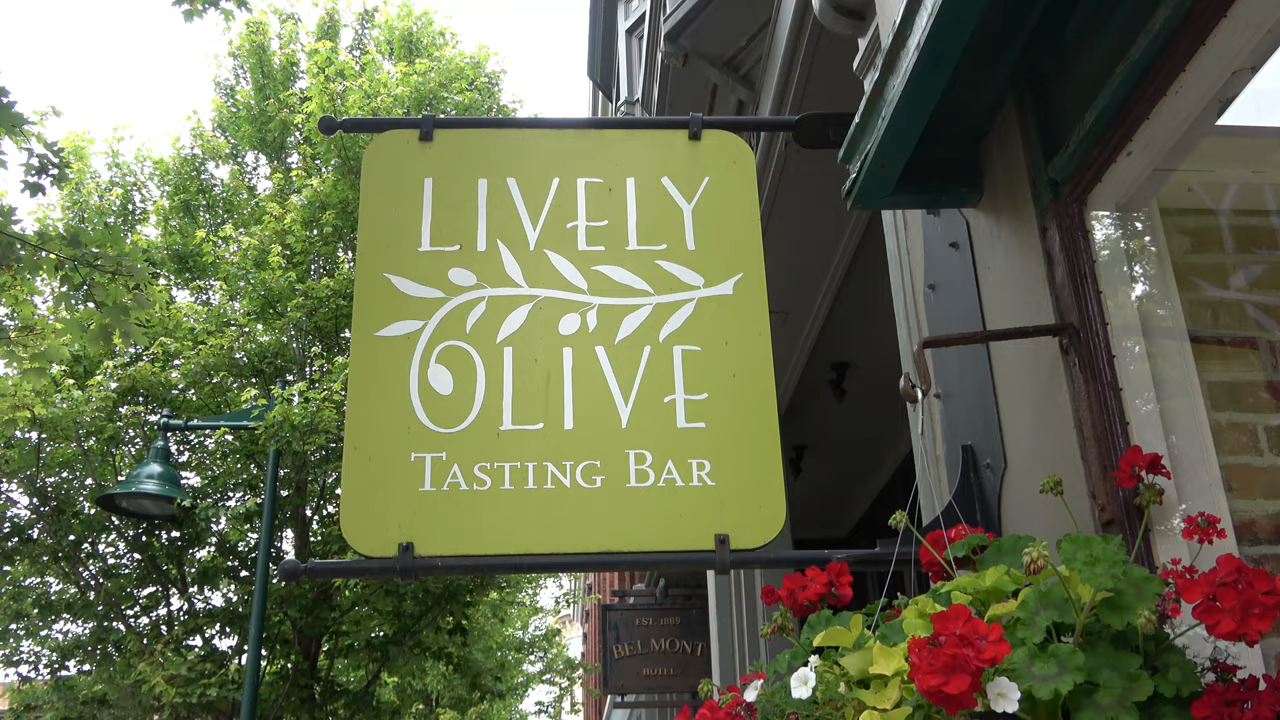 LIVELY
OLIVE
TASTING BAR
EST. 1889
BELMONT
HOTEL